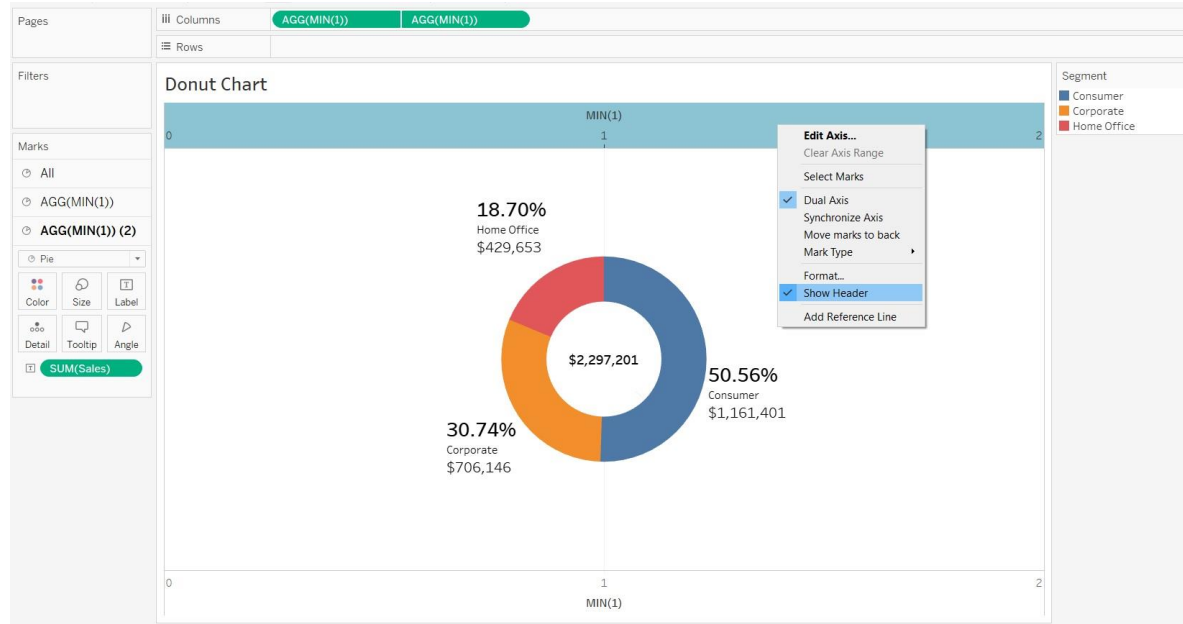 Pages
Columns
AGG(MIN(1)) AGG(MIN(1))
Rows
Filters
Marks
All
AGG(MIN(1))
AGG(MIN(1)) (2)
Pie
Color Size Label
Detail Tooltip Angle
SUM(Sales)
Donut Chart
MIN(1)
0 1 2
18.70%
Home Office
$429,653
$2,297,201
50.56%
Consumer
$1,161,401
30.74%
Corporate
$706,146
0 1 2
MIN(1)
Edit Axis...
Clear Axis Range
Select Marks
Dual Axis
Synchronize Axis
Move marks to back
Mark Type
Format...
Show Header
Add Reference Line
Segment
Consumer
Corporate
Home Office